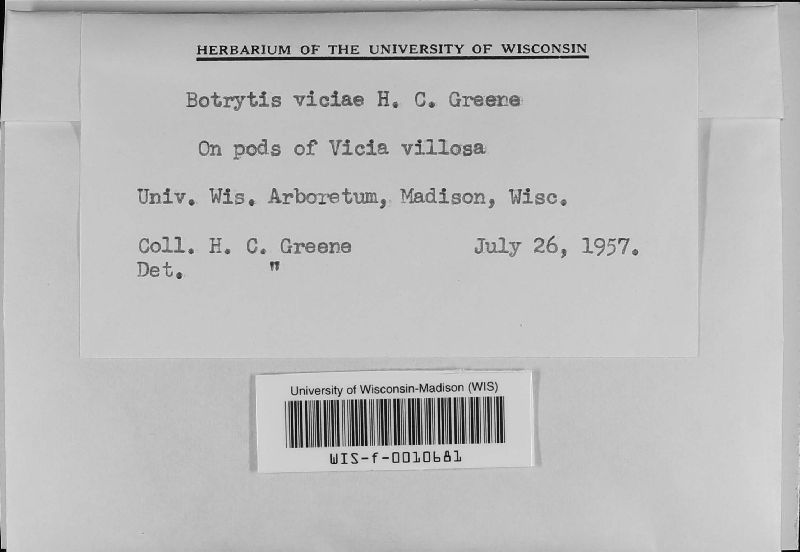 HERBARIUM OF THE UNIVERSITY OF WISCONSIN
Botrytis viciae H. C. Greene
On pods of Vicia villosa
Univ. Wis. Arboretum, Madison, Wisc.
Coll. H. C. Greene July 26, 1957.
Det. "
University of Wisconsin-Madison (WIS)
WIS-f-0010681